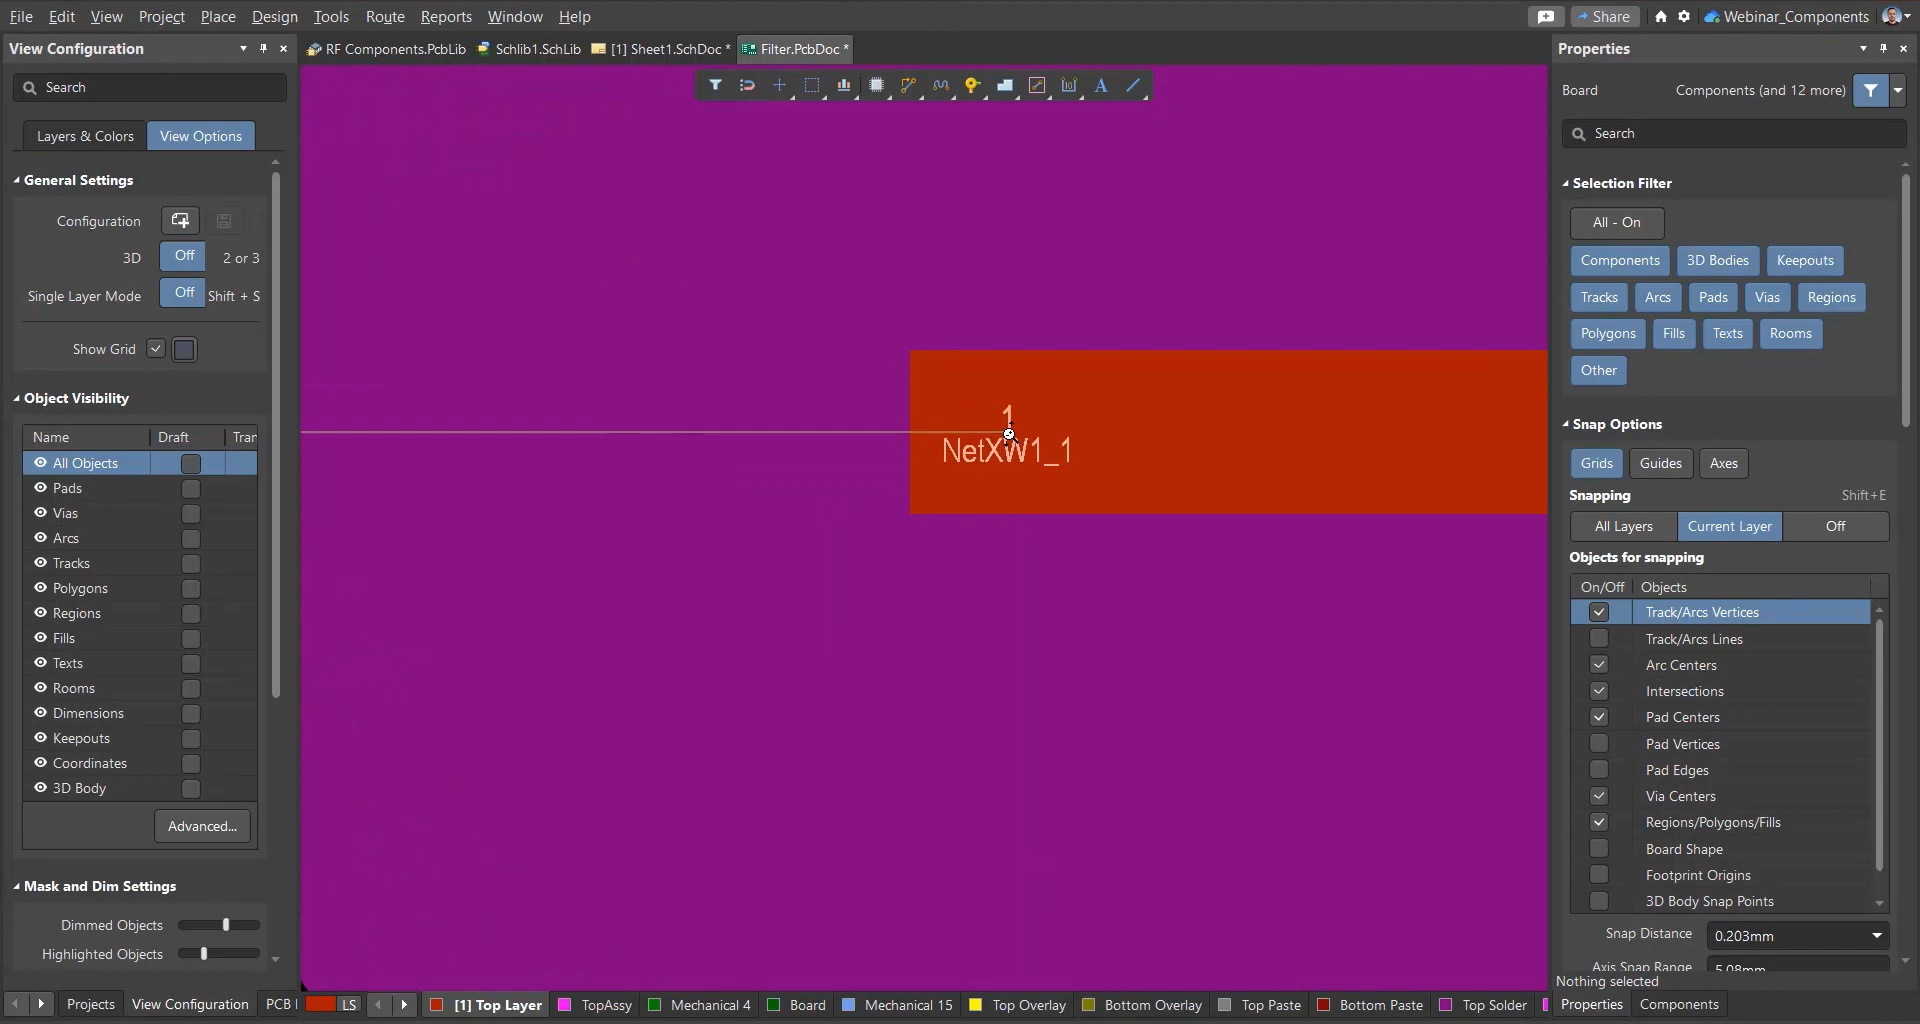 File Edit View Project Place Design Tools Route Reports Window Help Share Webinar_Components
View Configuration RF Components.PcbLib Schlib1.SchLib [1] Sheet1.SchDoc * Filter.PcbDoc * Properties
Search
Board Components (and 12 more)
Search
Layers & Colors View Options
General Settings
Configuration
3D Off 2 or 3
Single Layer Mode Off Shift + S
Show Grid
Object Visibility
Name Draft Tran
All Objects
Pads
Vias
Arcs
Tracks
Polygons
Regions
Fills
Texts
Rooms
Dimensions
Keepouts
Coordinates
3D Body
Advanced...
Mask and Dim Settings
Dimmed Objects
Highlighted Objects
1
NetXW1_1
Selection Filter
All - On
Components 3D Bodies Keepouts
Tracks Arcs Pads Vias Regions
Polygons Fills Texts Rooms
Other
Snap Options
Grids Guides Axes
Snapping Shift+E
All Layers Current Layer Off
Objects for snapping
On/Off Objects
Track/Arcs Vertices
Track/Arcs Lines
Arc Centers
Intersections
Pad Centers
Pad Vertices
Pad Edges
Via Centers
Regions/Polygons/Fills
Board Shape
Footprint Origins
3D Body Snap Points
Snap Distance 0.203mm
Axis Snap Range 5.08mm
Nothing selected
Projects View Configuration PCB LS [1] Top Layer TopAssy Mechanical 4 Board Mechanical 15 Top Overlay Bottom Overlay Top Paste Bottom Paste Top Solder Properties Components